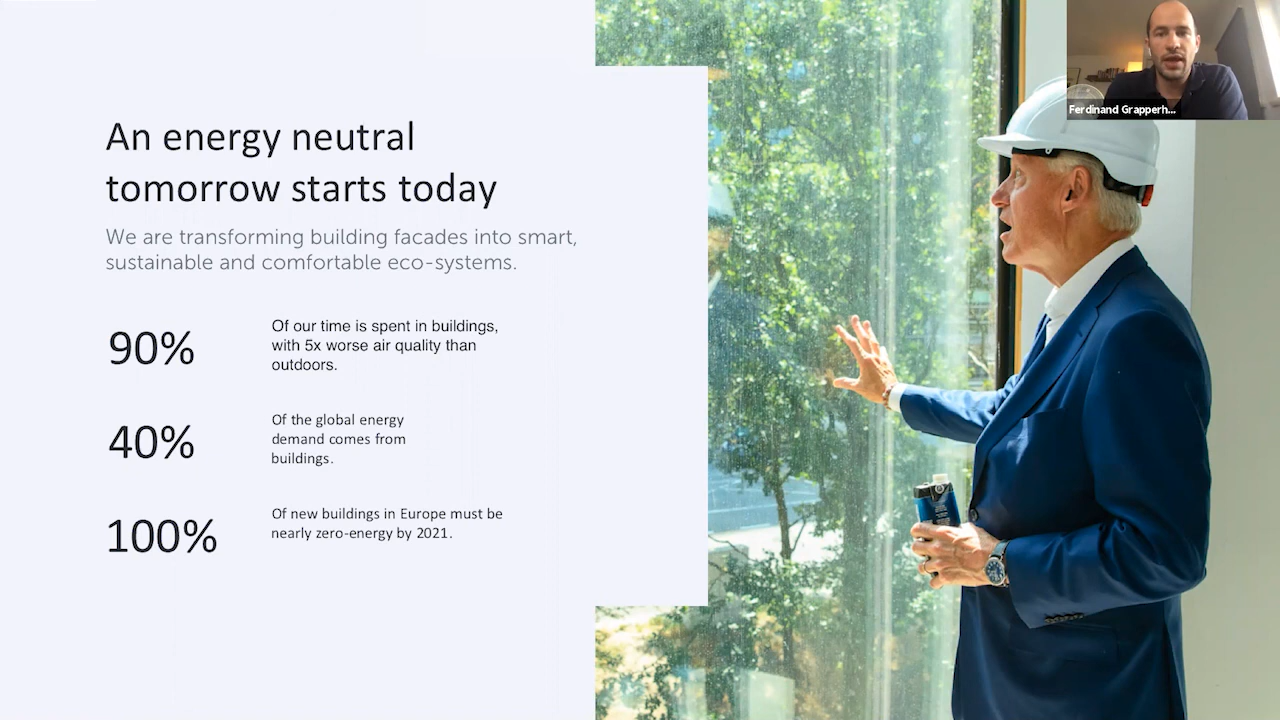 An energy neutral
tomorrow starts today
We are transforming building facades into smart,
sustainable and comfortable eco-systems.
90%
Of our time is spent in buildings,
with 5x worse air quality than
outdoors.
40%
Of the global energy
demand comes from
buildings.
100%
Of new buildings in Europe must be
nearly zero-energy by 2021.
Ferdinand Grapperh...